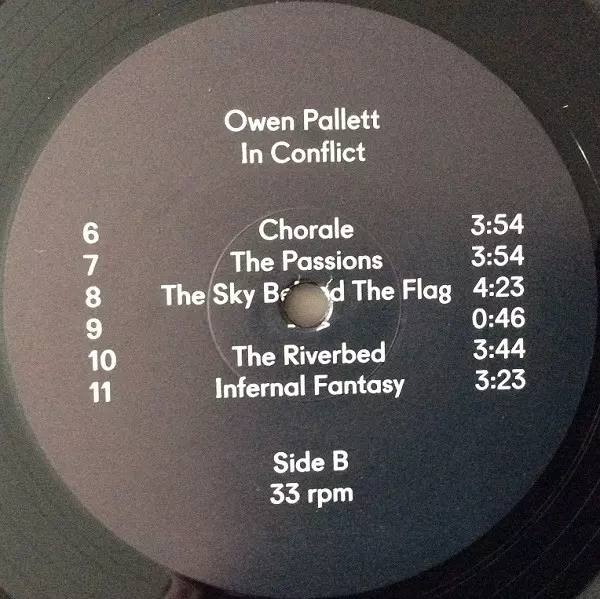 Owen Pallett
In Conflict
6 Chorale 3:54
7 The Passions 3:54
8 The Sky The Flag 4:23
9 0:46
10 The Riverbed 3:44
11 Infernal Fantasy 3:23
Side B
33 rpm